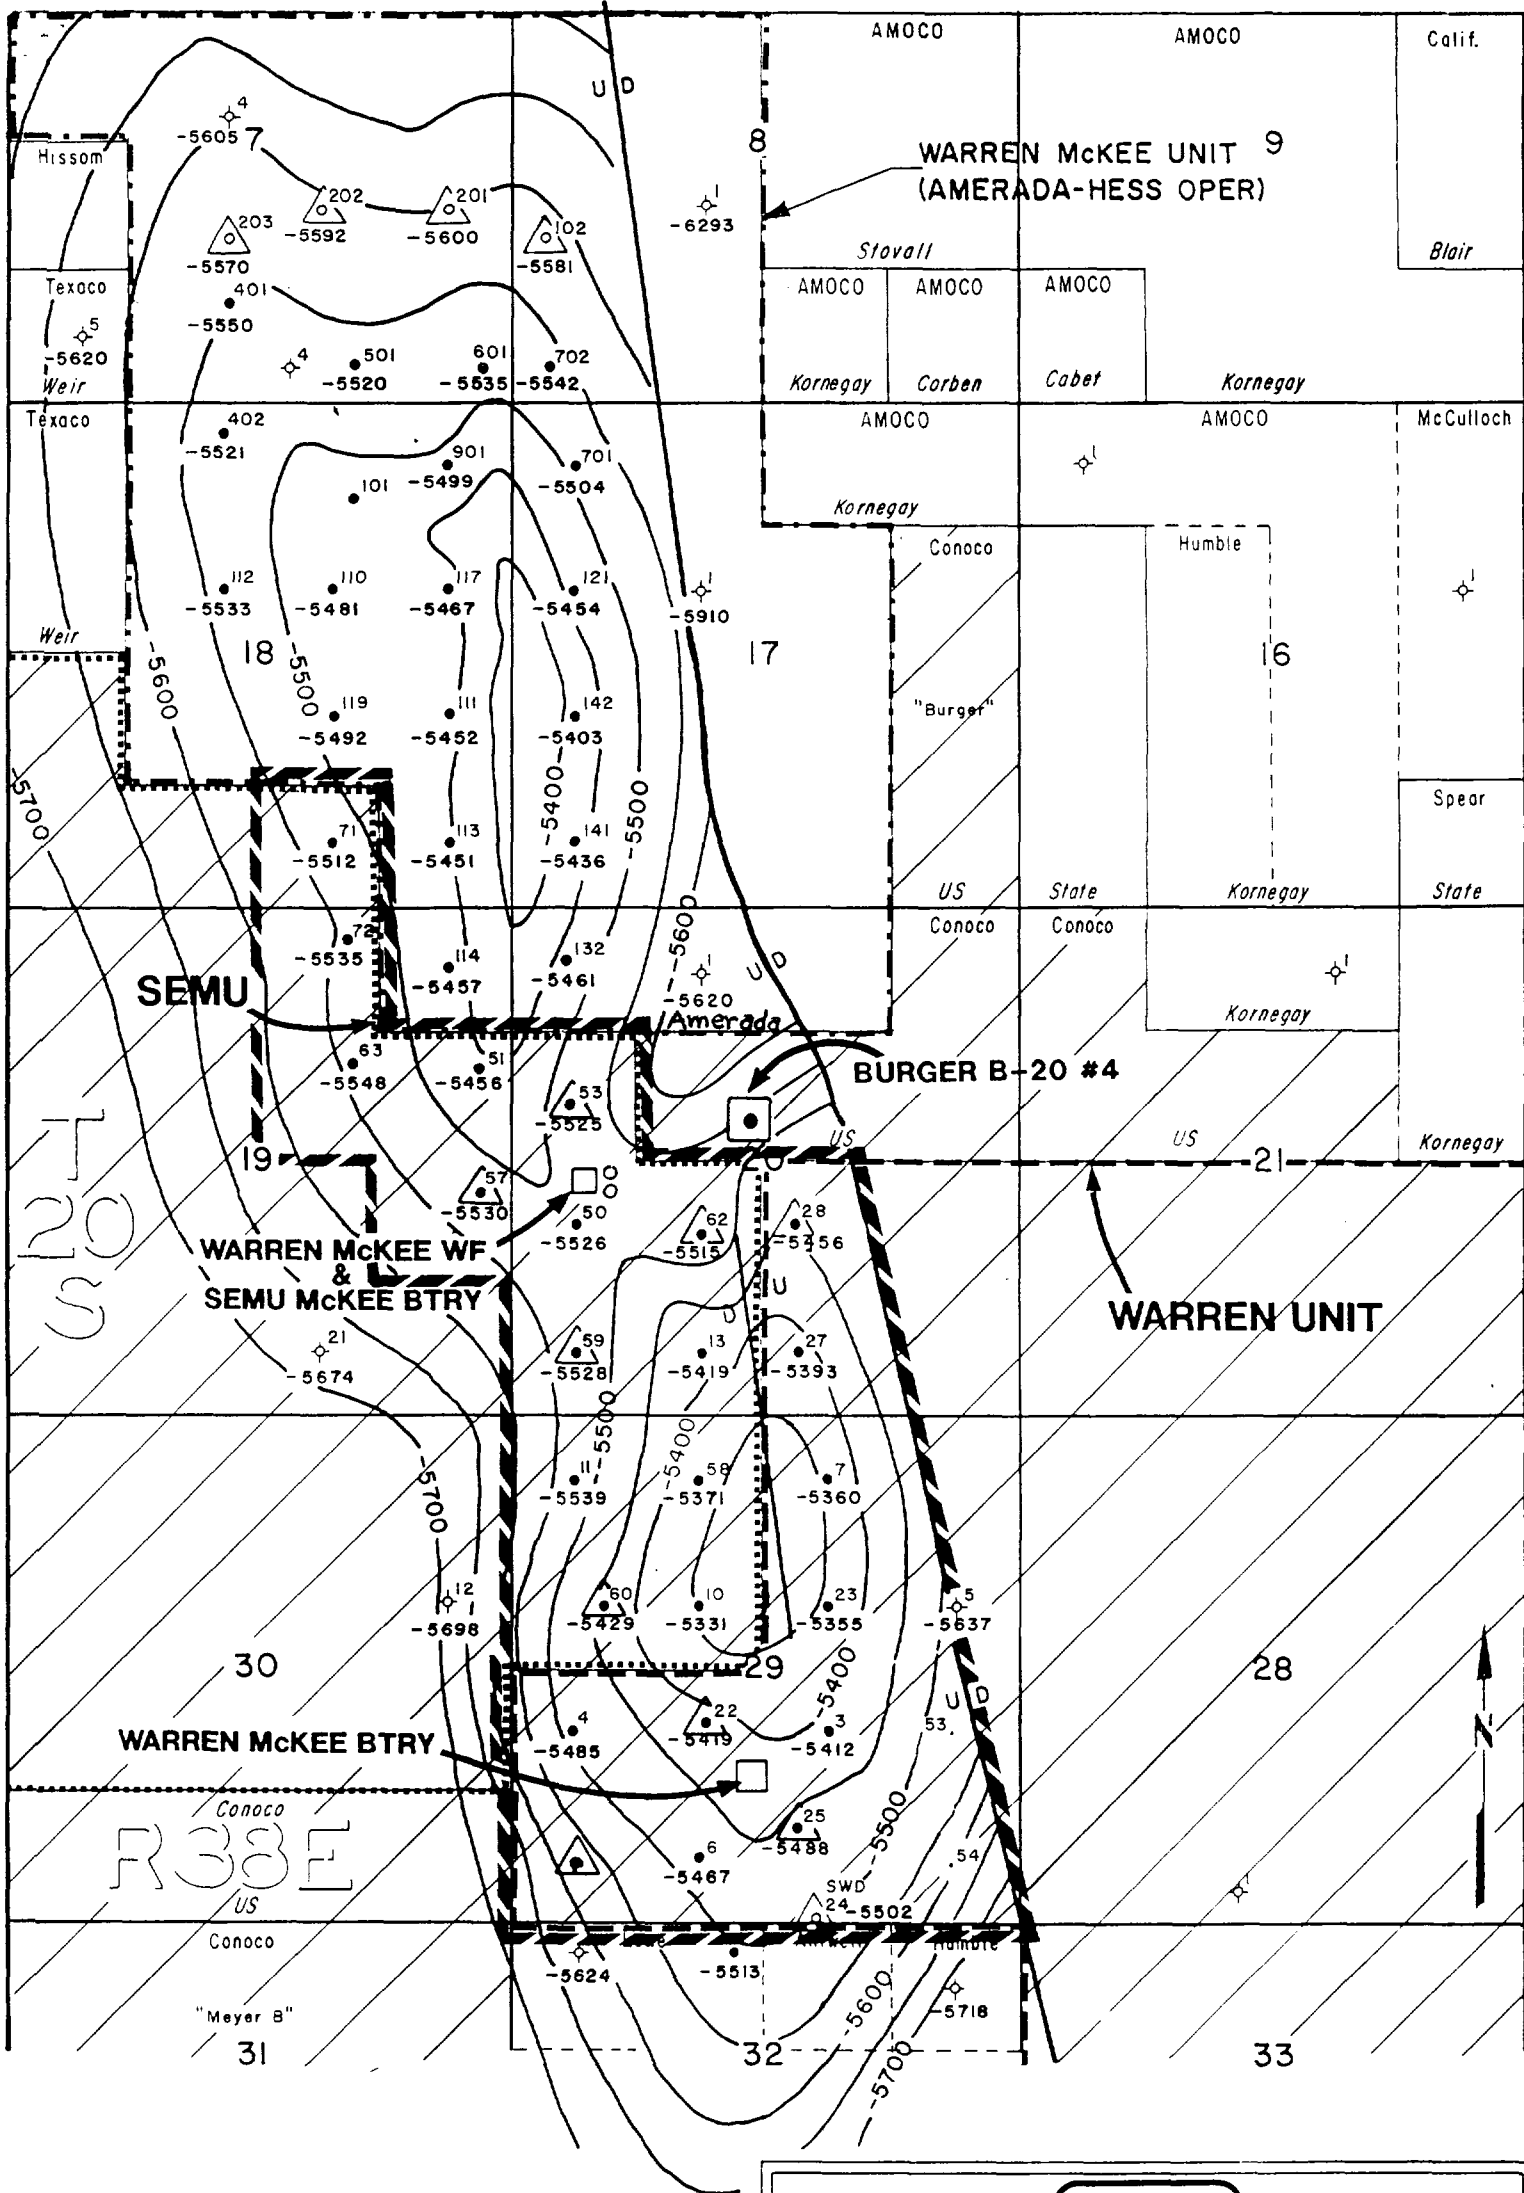 AMOCO
AMOCO
Calif.
U D
4
-5605
7
8
9
Hissom
WARREN McKEE UNIT
(AMERADA-HESS OPER)
202
-5592
201
-5600
1
-6293
203
-5570
102
-5581
Stovall
Blair
Texaco
401
-5550
AMOCO
AMOCO
AMOCO
5
-5620
4
501
-5520
601
-5535
702
-5542
Weir
Kornegay
Corben
Cabet
Kornegay
Texaco
402
-5521
AMOCO
AMOCO
McCulloch
901
-5499
701
-5504
1
101
Kornegay
Conoco
Humble
112
-5533
110
-5481
117
-5467
121
-5454
1
-5910
1
Weir
18
17
16
-5600
-5500
119
-5492
111
-5452
142
-5403
"Burger"
-5700
-5400
-5500
Spear
71
-5512
113
-5451
141
-5436
US
State
Kornegay
State
Conoco
Conoco
72
-5535
114
-5457
132
-5461
-5600
U D
1
-5620
1
SEMU
Amerada
Kornegay
63
-5548
51
-5456
BURGER B-20 #4
53
-5525
T
20
S
19
US
20
US
21
Kornegay
57
-5530
50
-5526
62
-5515
28
-5456
WARREN McKEE WF
&
SEMU McKEE BTRY
U
U
WARREN UNIT
21
-5674
59
-5528
13
-5419
27
-5393
-5500
-5400
-5700
11
-5539
58
-5371
7
-5360
12
-5698
60
-5429
10
-5331
23
-5355
5
-5637
30
29
28
-5400
U D
N
WARREN McKEE BTRY
4
-5485
22
-5419
3
-5412
53
Conoco
R38E
US
25
-5488
-5500
6
-5467
54
1
SWD
24
-5502
Conoco
Humble
-5624
-5513
-5718
-5600
"Meyer B"
31
32
33
-5700